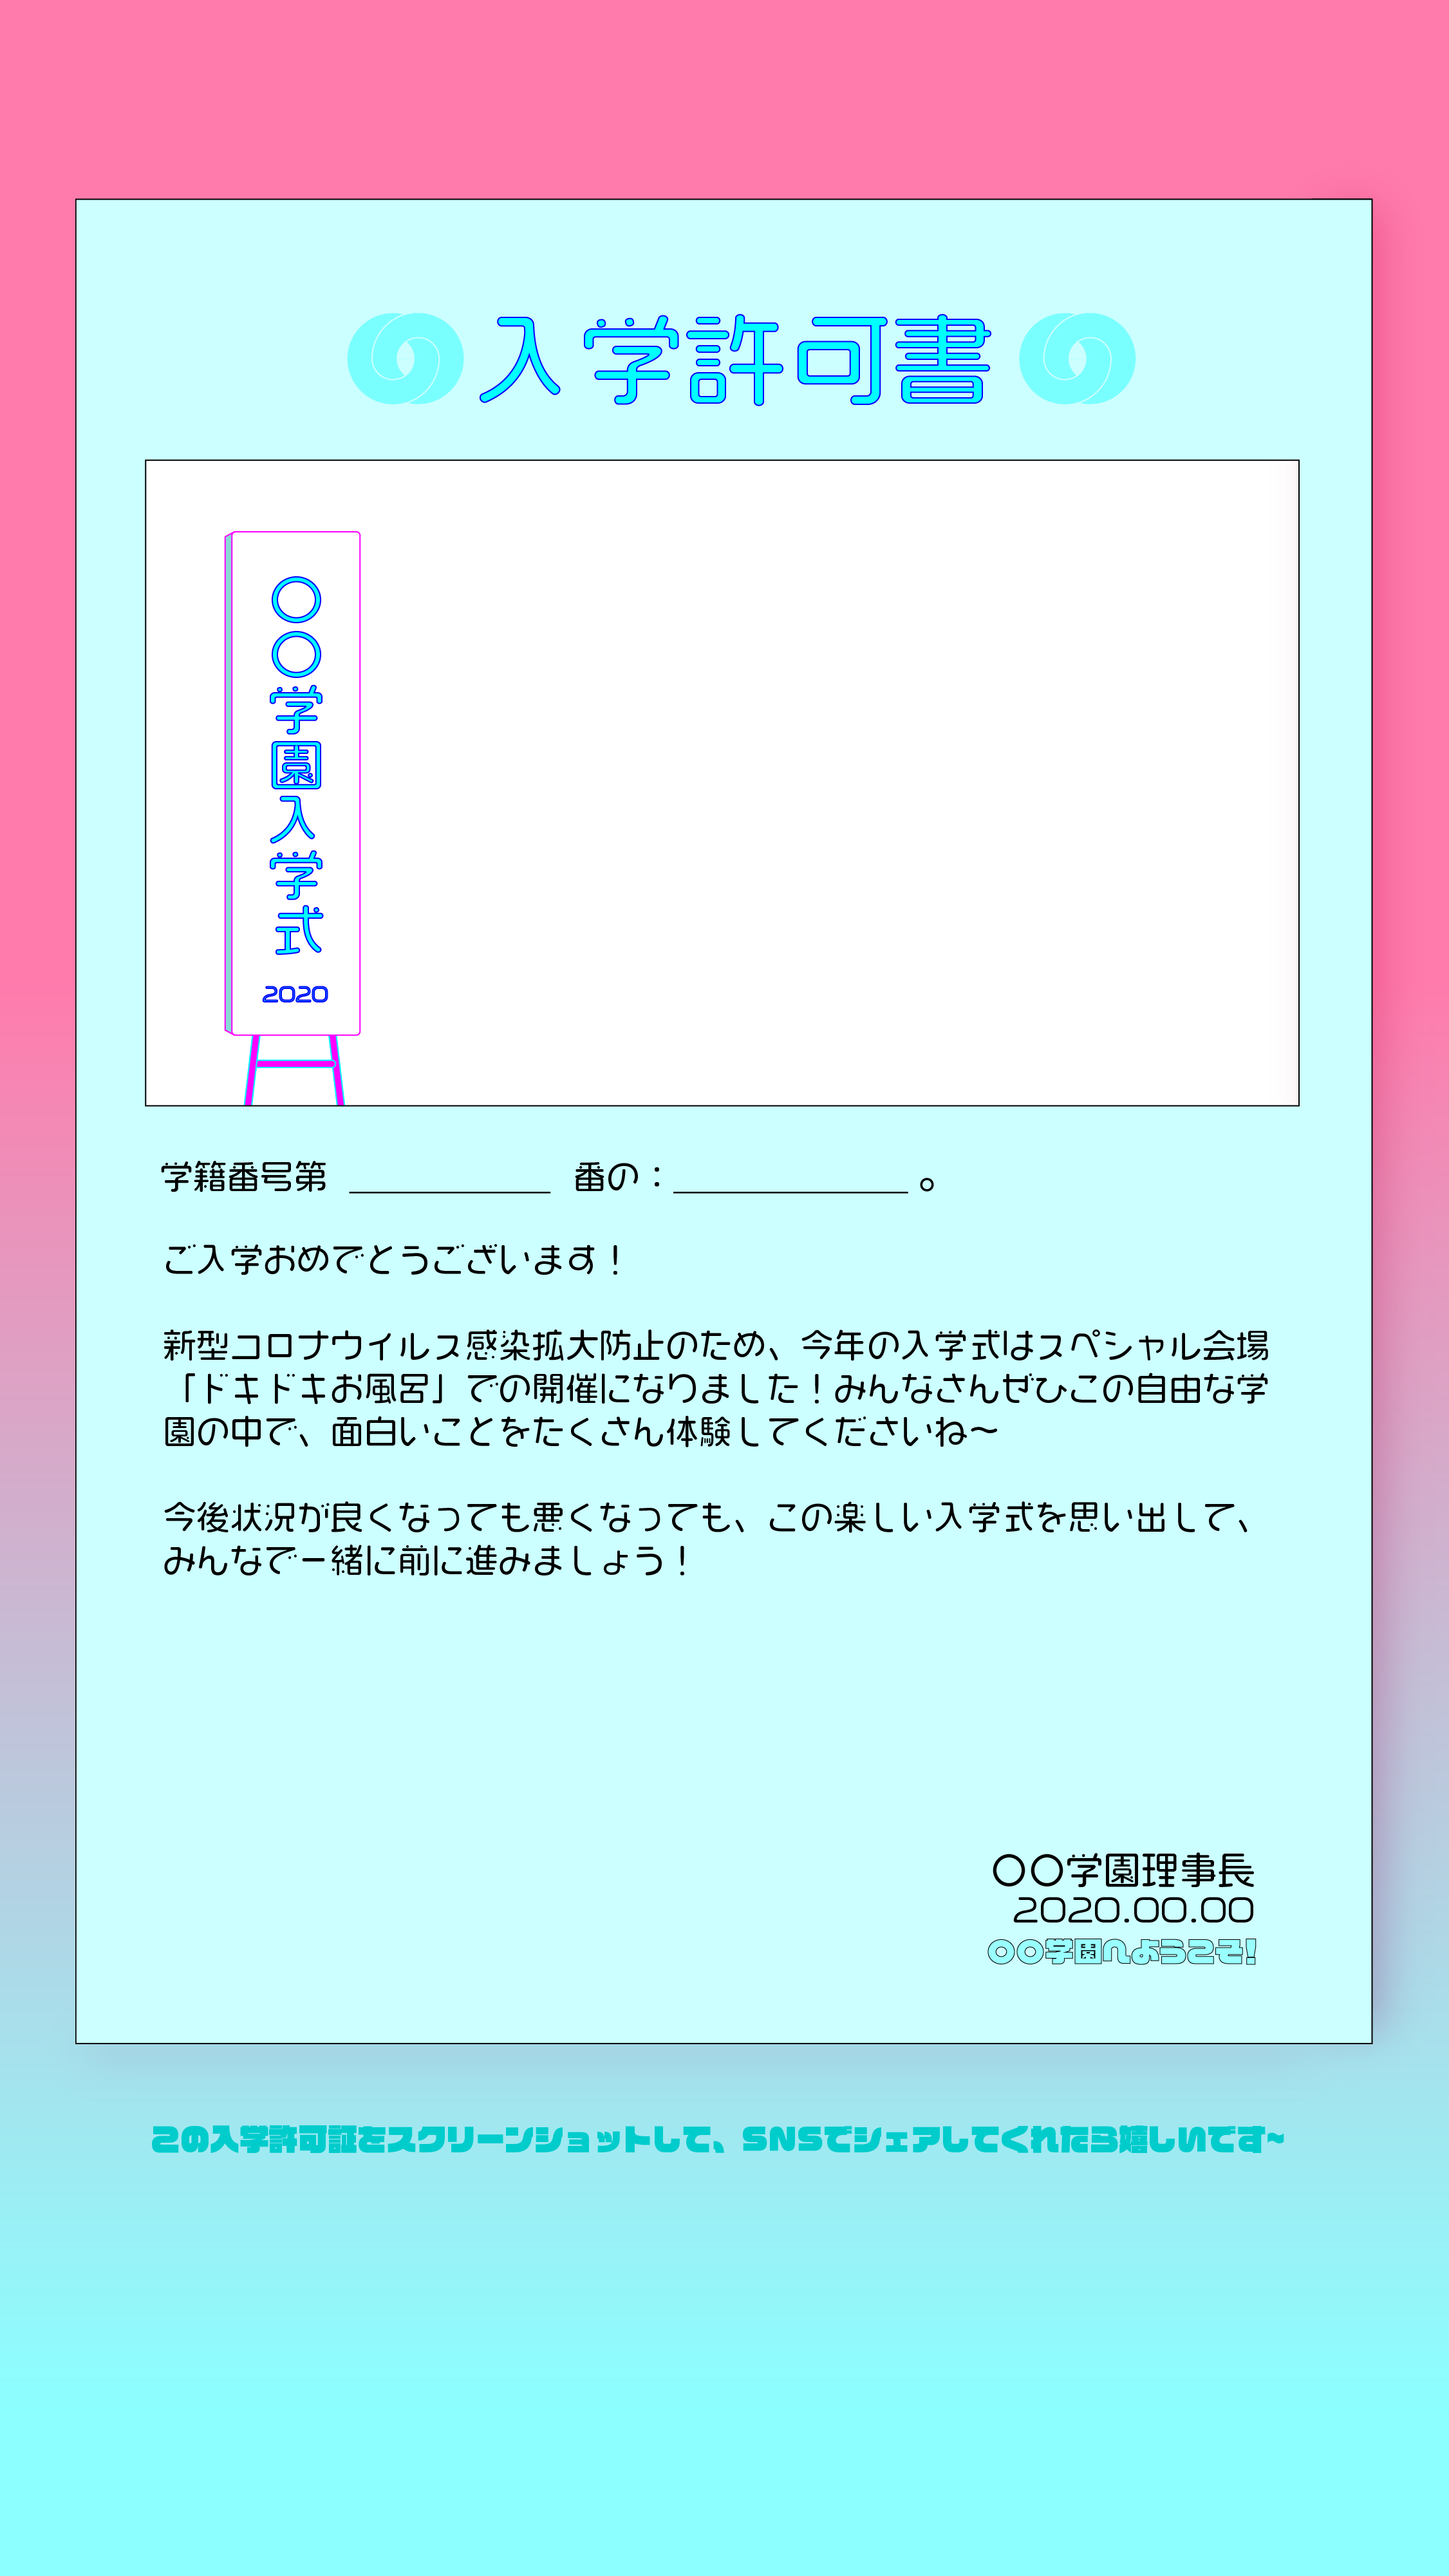 入学許可書
〇〇学園入学式
2020
学籍番号第 ＿＿＿＿＿＿ 番の：＿＿＿＿＿＿＿ 。
ご入学おめでとうございます！
新型コロナウイルス感染拡大防止のため、今年の入学式はスペシャル会場
「ドキドキお風呂」での開催になりました！みんなさんぜひこの自由な学
園の中で、面白いことをたくさん体験してくださいね〜
今後状況が良くなっても悪くなっても、この楽しい入学式を思い出して、
みんなで一緒に前に進みましょう！
〇〇学園理事長
2020.00.00
〇〇学園へようこそ！
この入学許可証をスクリーンショットして、SNSでシェアしてくれたら嬉しいです~